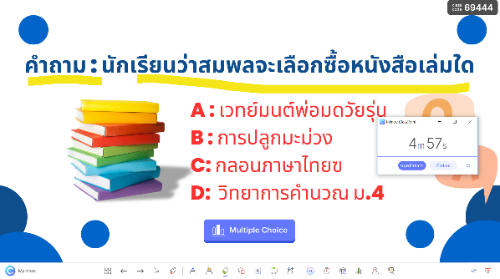 69444
คำถาม : นักเรียนว่าสมพลจะเลือกซื้อหนังสือเล่มใด
A : เวทย์มนต์พ่อมดวัยรุ่น
B : การปลูกมะม่วง
C: กลอนภาษาไทยฃ
D: วิทยาการคำนวณ ม.4
4m 57s
Multiple Choice